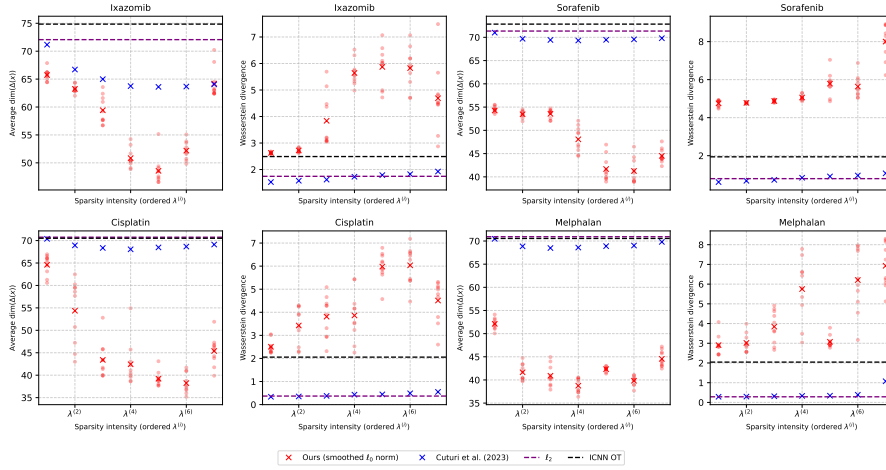 Ixazomib
Average dim(Δ(x))
75
70
65
60
55
50
Sparsity intensity (ordered λ⁽ⁱ⁾)
Ixazomib
Wasserstein divergence
7
6
5
4
3
2
Sparsity intensity (ordered λ⁽ⁱ⁾)
Sorafenib
Average dim(Δ(x))
70
65
60
55
50
45
40
Sparsity intensity (ordered λ⁽ⁱ⁾)
Sorafenib
Wasserstein divergence
8
6
4
2
Sparsity intensity (ordered λ⁽ⁱ⁾)
Cisplatin
Average dim(Δ(x))
70
65
60
55
50
45
40
35
λ⁽²⁾ λ⁽⁴⁾ λ⁽⁶⁾
Sparsity intensity (ordered λ⁽ⁱ⁾)
Cisplatin
Wasserstein divergence
7
6
5
4
3
2
1
0
λ⁽²⁾ λ⁽⁴⁾ λ⁽⁶⁾
Sparsity intensity (ordered λ⁽ⁱ⁾)
Melphalan
Average dim(Δ(x))
70
65
60
55
50
45
40
35
λ⁽²⁾ λ⁽⁴⁾ λ⁽⁶⁾
Sparsity intensity (ordered λ⁽ⁱ⁾)
Melphalan
Wasserstein divergence
8
7
6
5
4
3
2
1
0
λ⁽²⁾ λ⁽⁴⁾ λ⁽⁶⁾
Sparsity intensity (ordered λ⁽ⁱ⁾)
Ours (smoothed ℓ₀ norm) Cuturi et al. (2023) ℓ₂ ICNN OT